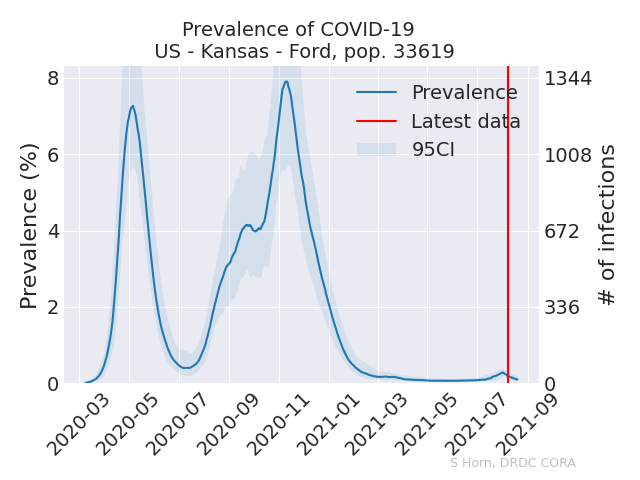 Prevalence of COVID-19
US - Kansas - Ford, pop. 33619
Prevalence (%)
8
6
4
2
0
1344
1008
672
336
0
# of infections
Prevalence
Latest data
95CI
2020-03
2020-05
2020-07
2020-09
2020-11
2021-01
2021-03
2021-05
2021-07
2021-09
S Horn, DRDC CORA